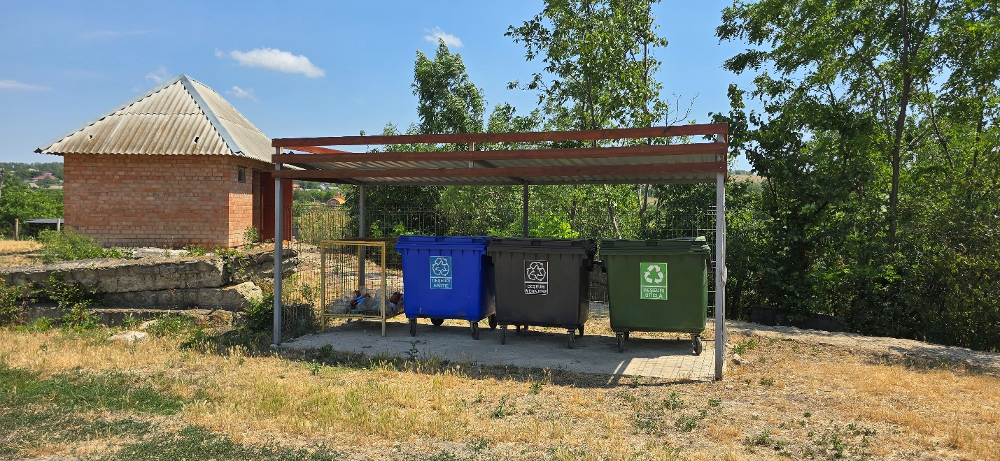 DEȘEURI
HÂRTIE
DEȘEURI
MENAJERE
DEȘEURI
STICLĂ